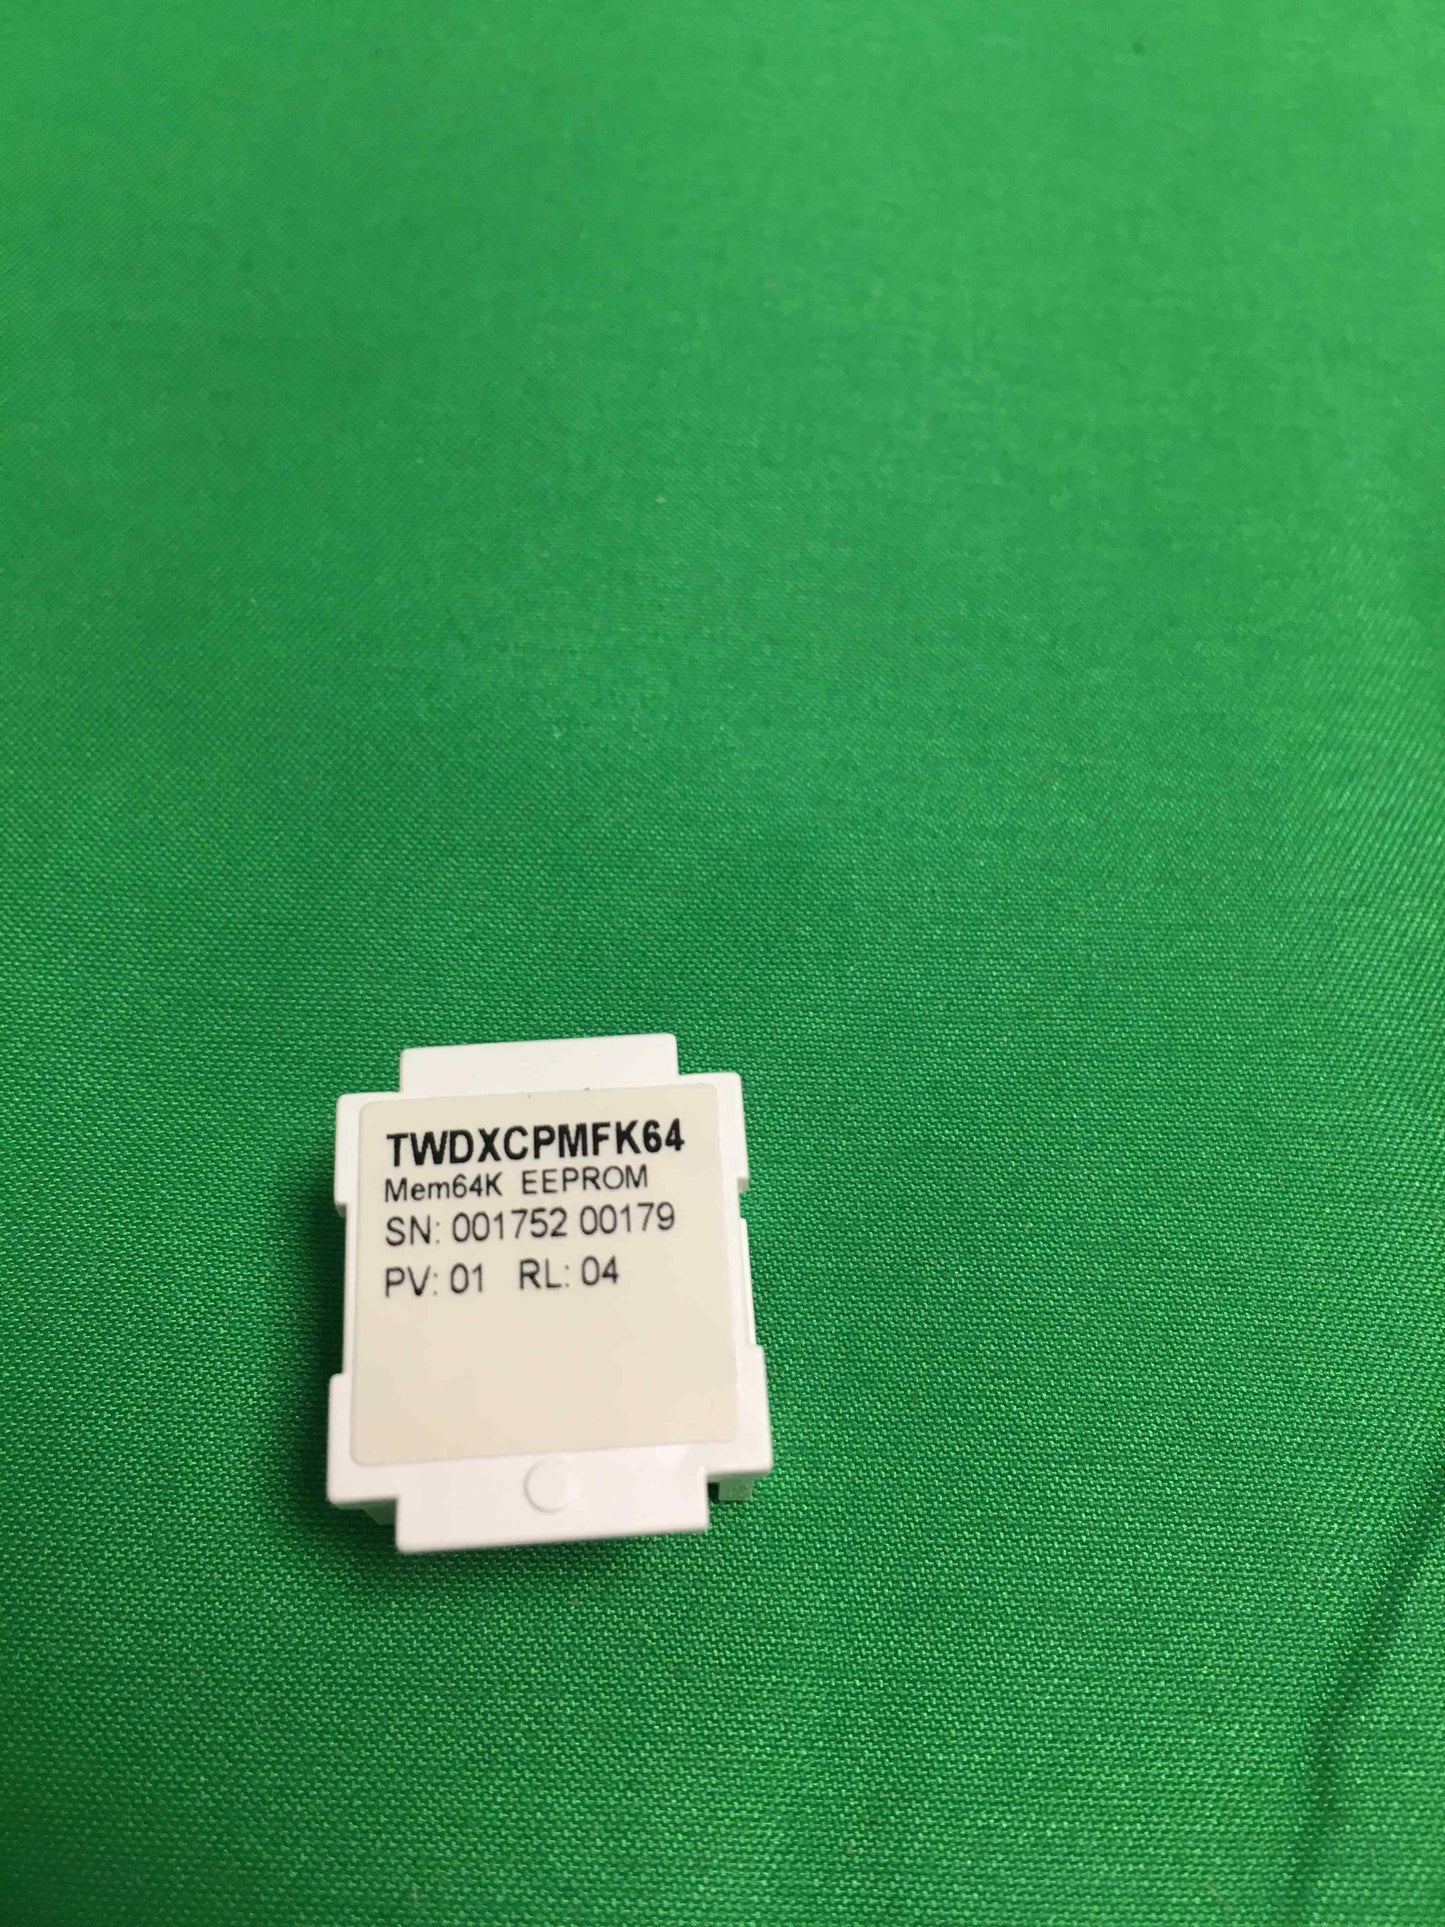 TWDXCPMFK64
Mem64K EEPROM
SN: 001752 00179
PV: 01 RL: 04